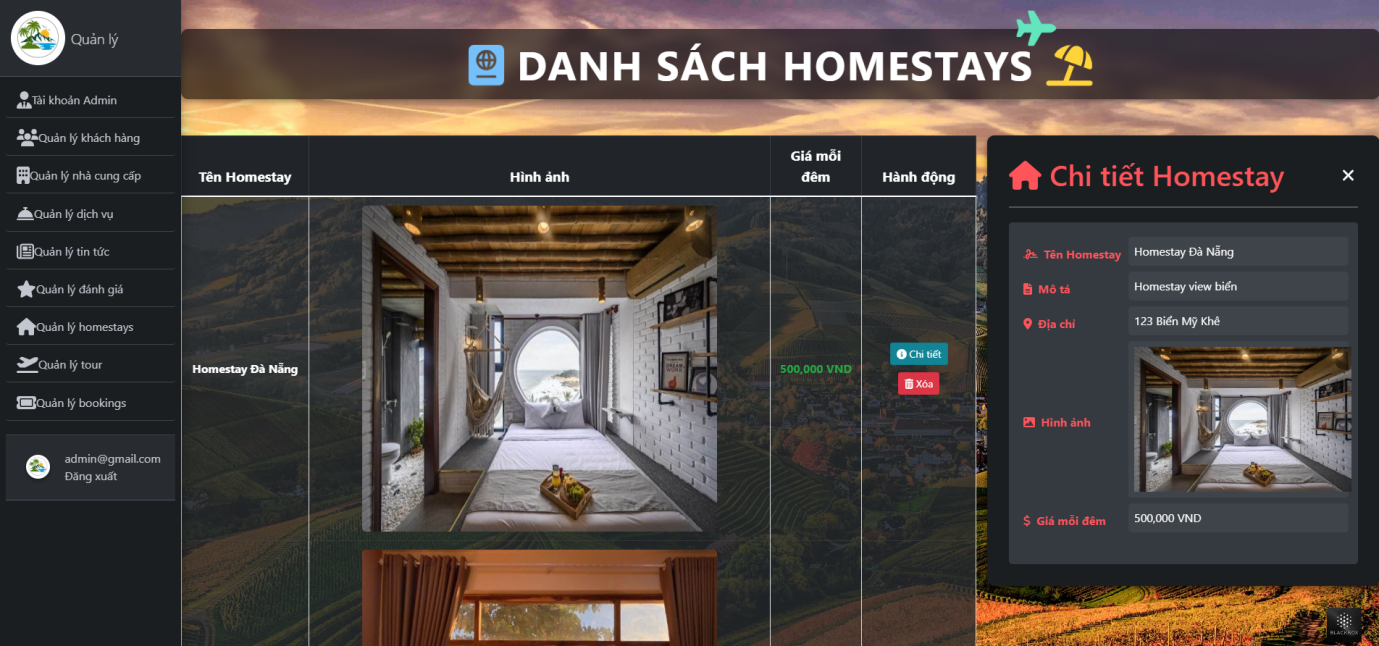 Quản lý
Tài khoản Admin
Quản lý khách hàng
Quản lý nhà cung cấp
Quản lý dịch vụ
Quản lý tin tức
Quản lý đánh giá
Quản lý homestays
Quản lý tour
Quản lý bookings
admin@gmail.com
Đăng xuất
DANH SÁCH HOMESTAYS
Tên Homestay
Hình ảnh
Giá mỗi
đêm
Hành động
Homestay Đà Nẵng
500,000 VND
Chi tiết
Xóa
Chi tiết Homestay
Tên Homestay
Homestay Đà Nẵng
Mô tả
Homestay view biển
Địa chỉ
123 Biển Mỹ Khê
Hình ảnh
Giá mỗi đêm
500,000 VND
BLACKBOX